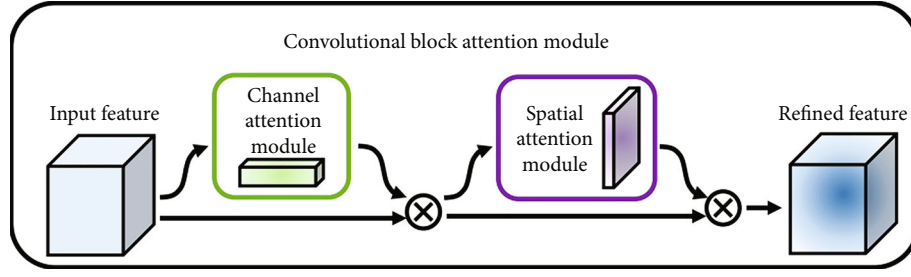 Convolutional block attention module
Input feature
Channel
attention
module
Spatial
attention
module
Refined feature